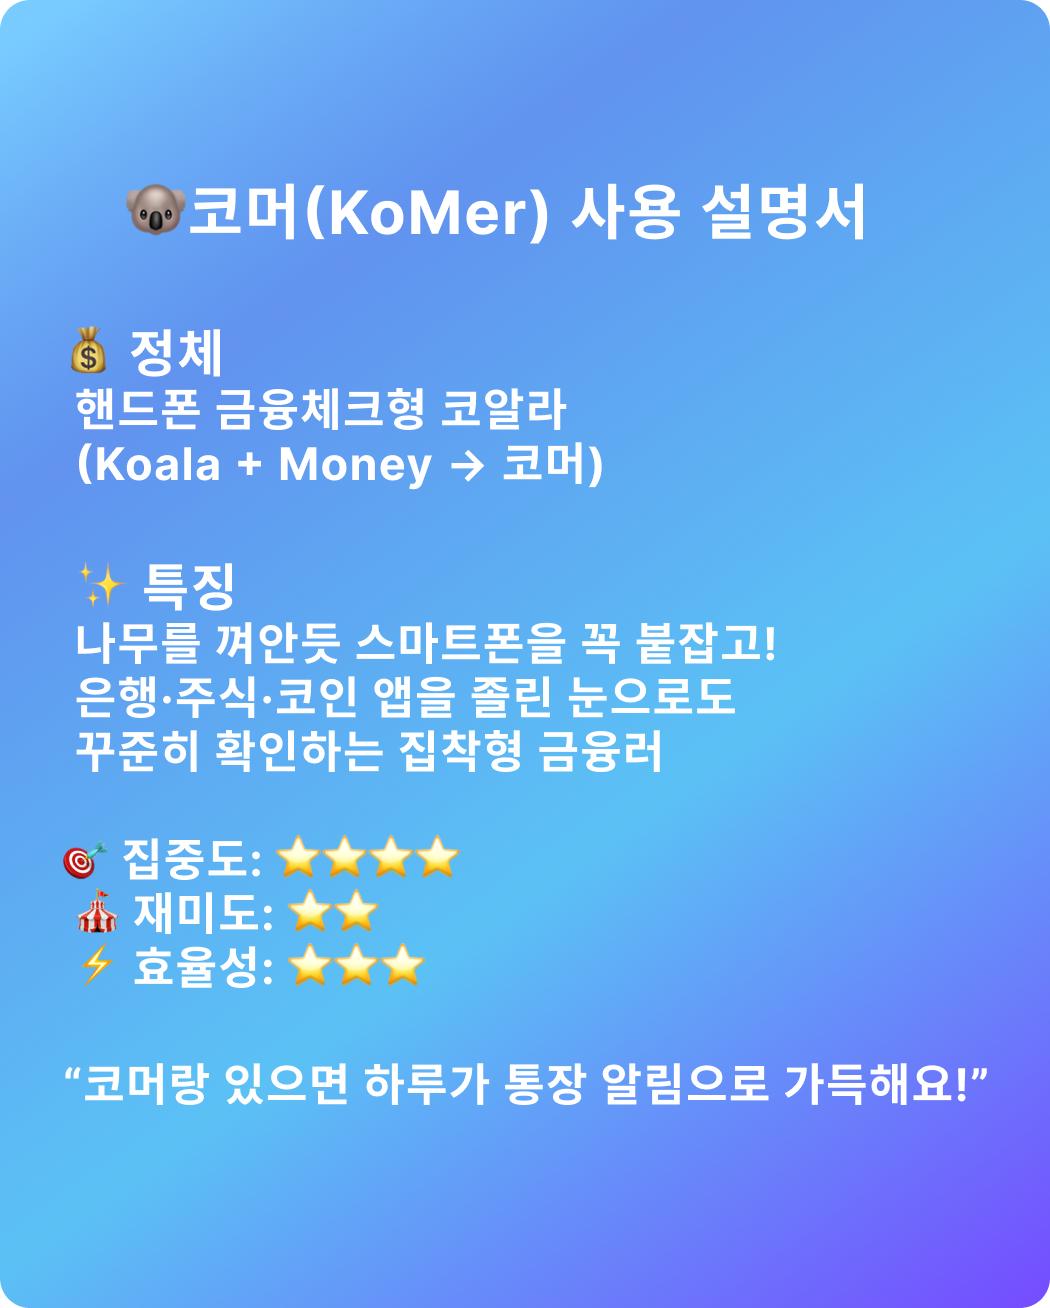 🐨코머(KoMer) 사용 설명서
💰 정체
핸드폰 금융체크형 코알라
(Koala + Money → 코머)
✨ 특징
나무를 껴안듯 스마트폰을 꼭 붙잡고!
은행·주식·코인 앱을 졸린 눈으로도
꾸준히 확인하는 집착형 금융러
🎯 집중도: ⭐⭐⭐⭐
🎪 재미도: ⭐⭐
⚡ 효율성: ⭐⭐⭐
“코머랑 있으면 하루가 통장 알림으로 가득해요!”